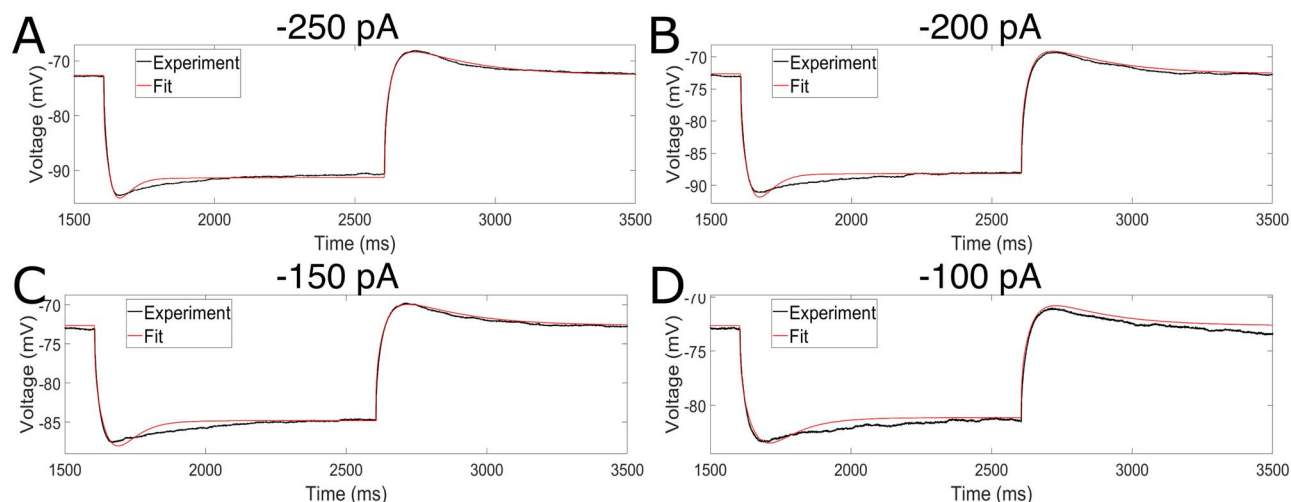 A
-250 pA
Voltage (mV)
-70
-80
-90
Experiment
Fit
1500 2000 2500 3000 3500
Time (ms)
B
-200 pA
Voltage (mV)
-70
-75
-80
-85
-90
Experiment
Fit
1500 2000 2500 3000 3500
Time (ms)
C
-150 pA
Voltage (mV)
-70
-75
-80
-85
Experiment
Fit
1500 2000 2500 3000 3500
Time (ms)
D
-100 pA
Voltage (mV)
-70
-75
-80
Experiment
Fit
1500 2000 2500 3000 3500
Time (ms)